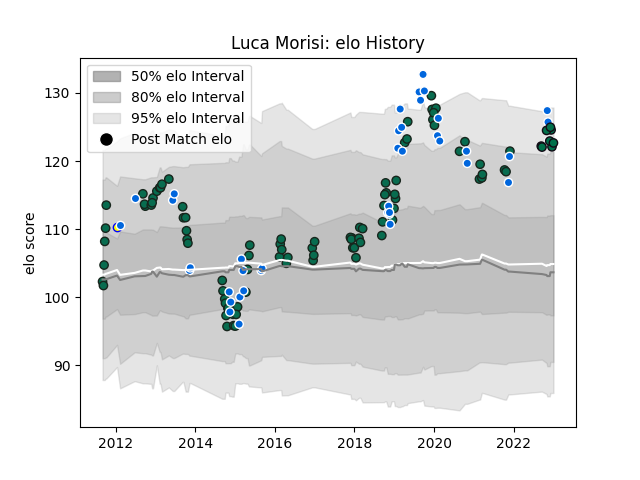 Luca Morisi: elo History
50% elo Interval
80% elo Interval
95% elo Interval
Post Match elo
elo score
130
120
110
100
90
2012 2014 2016 2018 2020 2022